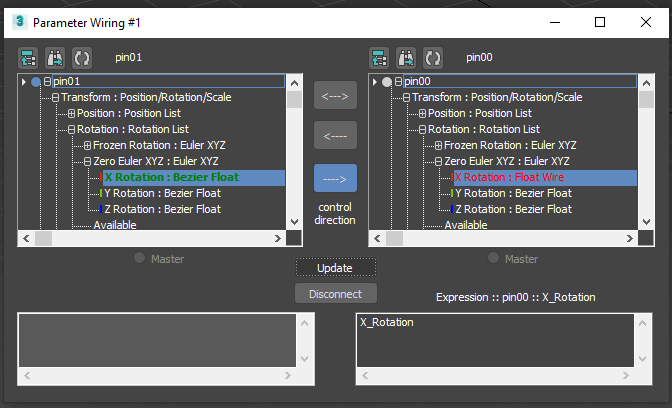 Parameter Wiring #1
pin01
pin00
pin01
Transform : Position/Rotation/Scale
Position : Position List
Rotation : Rotation List
Frozen Rotation : Euler XYZ
Zero Euler XYZ : Euler XYZ
X Rotation : Bezier Float
Y Rotation : Bezier Float
Z Rotation : Bezier Float
Available
<--->
<----
---->
control
direction
pin00
Transform : Position/Rotation/Scale
Position : Position List
Rotation : Rotation List
Frozen Rotation : Euler XYZ
Zero Euler XYZ : Euler XYZ
X Rotation : Float Wire
Y Rotation : Bezier Float
Z Rotation : Bezier Float
Available
Master
Master
Update
Disconnect
Expression :: pin00 :: X_Rotation
X_Rotation